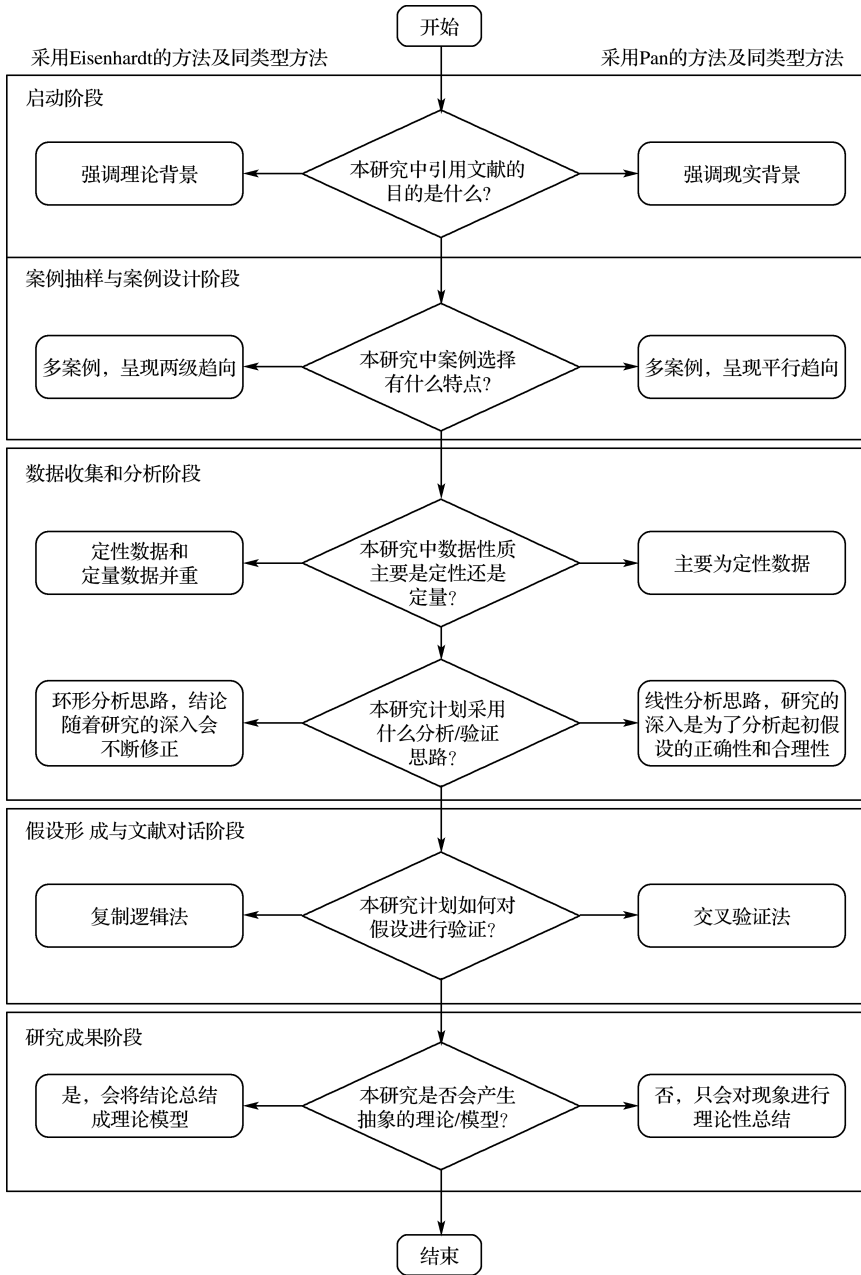 开始
采用Eisenhardt的方法及同类型方法
采用Pan的方法及同类型方法
启动阶段
强调理论背景
本研究中引用文献的
目的是什么?
强调现实背景
案例抽样与案例设计阶段
多案例，呈现两级趋向
本研究中案例选择
有什么特点?
多案例，呈现平行趋向
数据收集和分析阶段
定性数据和
定量数据并重
本研究中数据性质
主要是定性还是
定量?
主要为定性数据
环形分析思路，结论
随着研究的深入会
不断修正
本研究计划采用
什么分析/验证
思路?
线性分析思路，研究的
深入是为了分析起初假
设的正确性和合理性
假设形 成与文献对话阶段
复制逻辑法
本研究计划如何对
假设进行验证?
交叉验证法
研究成果阶段
是，会将结论总结
成理论模型
本研究是否会产生
抽象的理论/模型?
否，只会对现象进行
理论性总结
结束